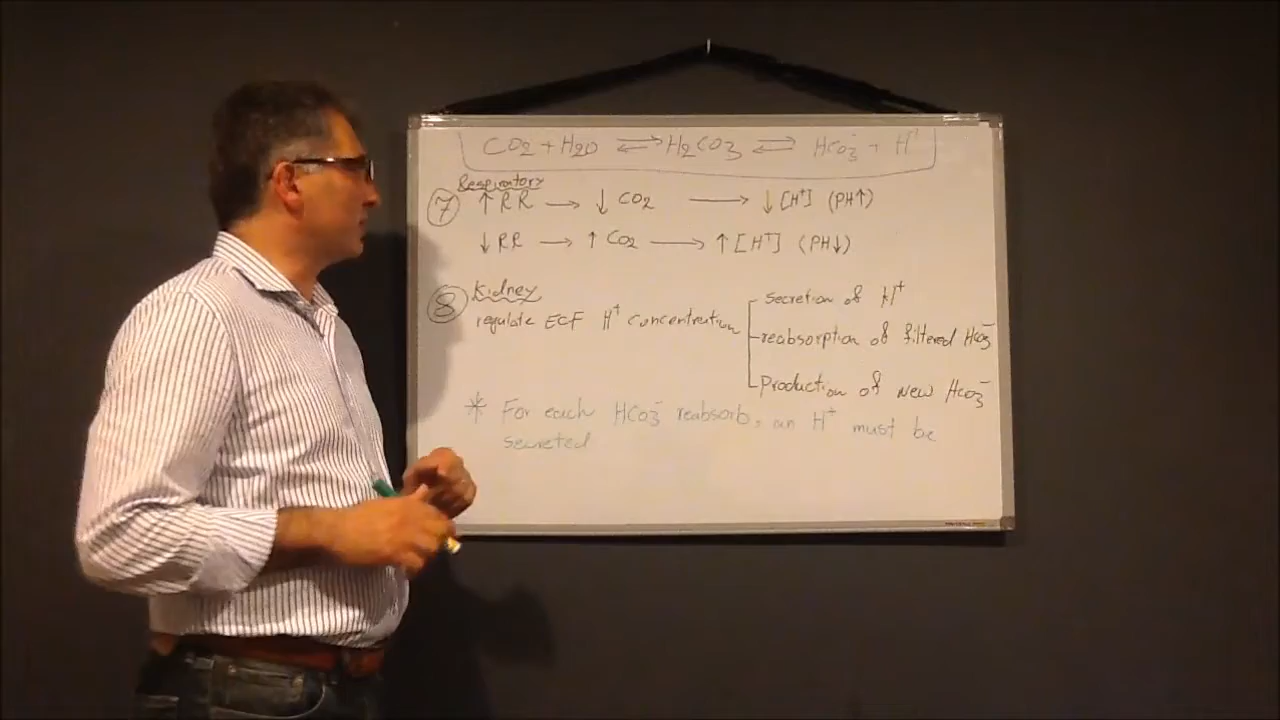 CO2 + H2O ⇌ H2CO3 ⇌ HCO3- + H+
Respiratory
7 ↑ RR → ↓ CO2 → ↓ [H+] (PH↑)
↓ RR → ↑ CO2 → ↑ [H+] (PH↓)
8 Kidney
regulate ECF H+ concentration
secretion of H+
reabsorption of filtered HCO3-
Production of new HCO3-
* For each HCO3- reabsorb, an H+ must be
secreted